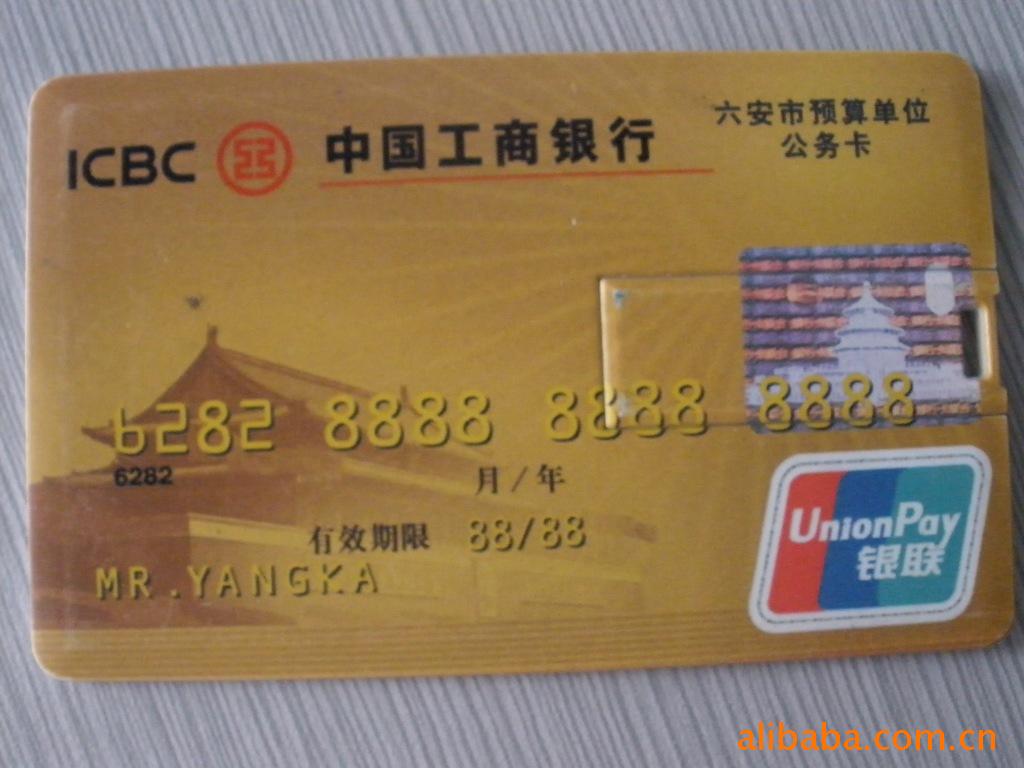 ICBC 中国工商银行
六安市预算单位
公务卡
6282 8888 8888 8888
6282
月/年
有效期限 88/88
MR.YANGKA
UnionPay
银联
alibaba.com.cn